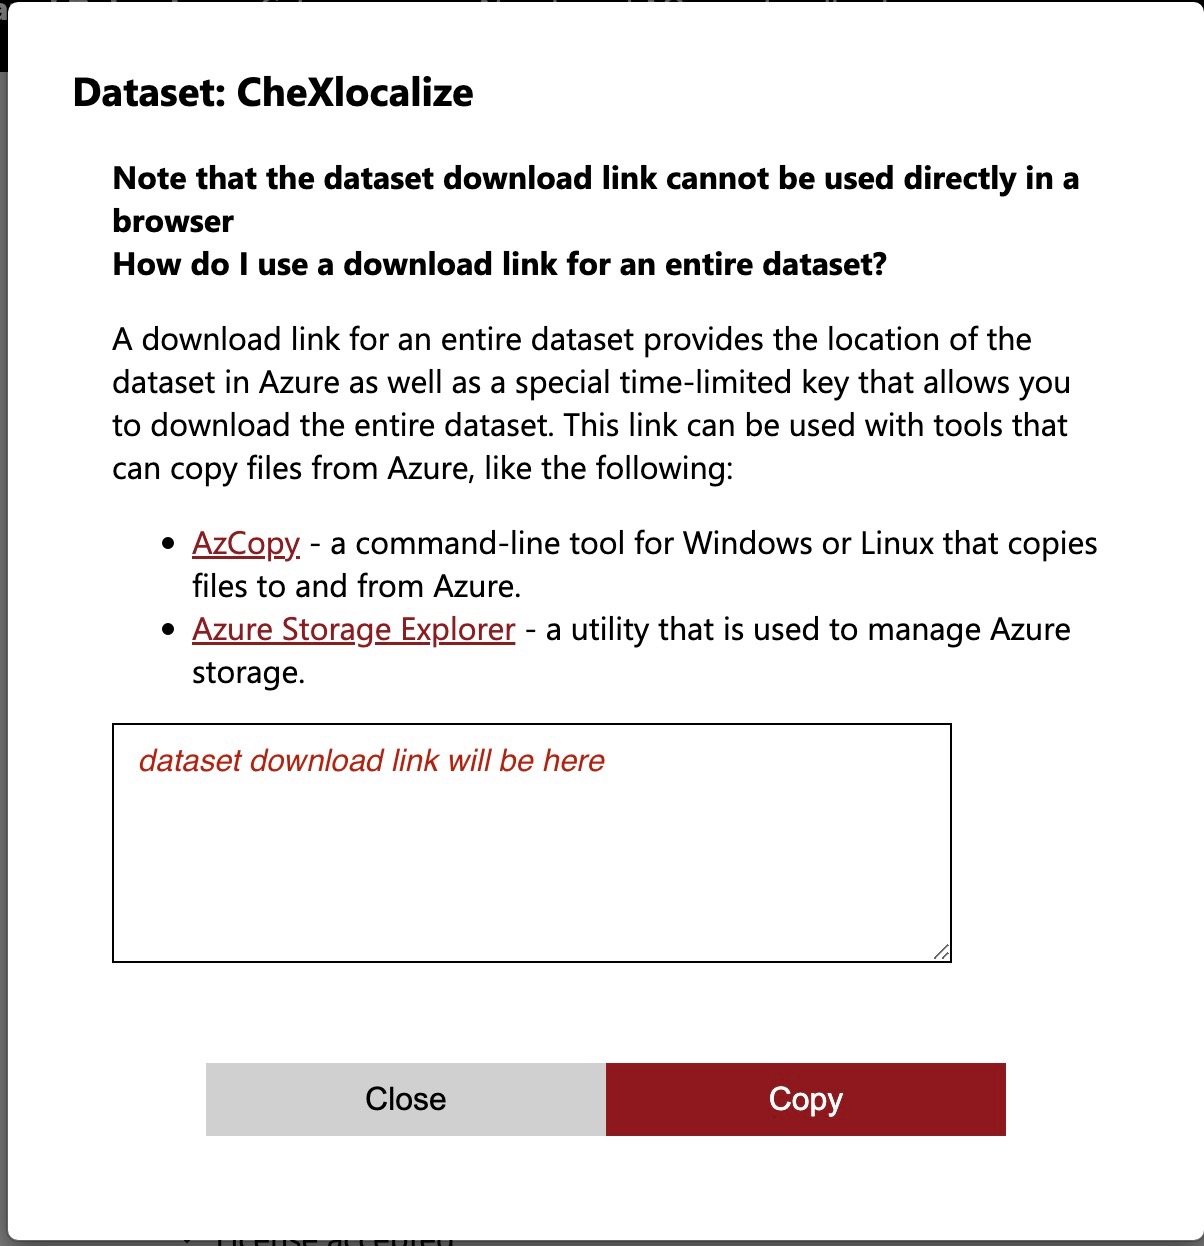 Dataset: CheXlocalize
Note that the dataset download link cannot be used directly in a
browser
How do I use a download link for an entire dataset?
A download link for an entire dataset provides the location of the
dataset in Azure as well as a special time-limited key that allows you
to download the entire dataset. This link can be used with tools that
can copy files from Azure, like the following:
• AzCopy - a command-line tool for Windows or Linux that copies
files to and from Azure.
• Azure Storage Explorer - a utility that is used to manage Azure
storage.
dataset download link will be here
Close
Copy
License accepted